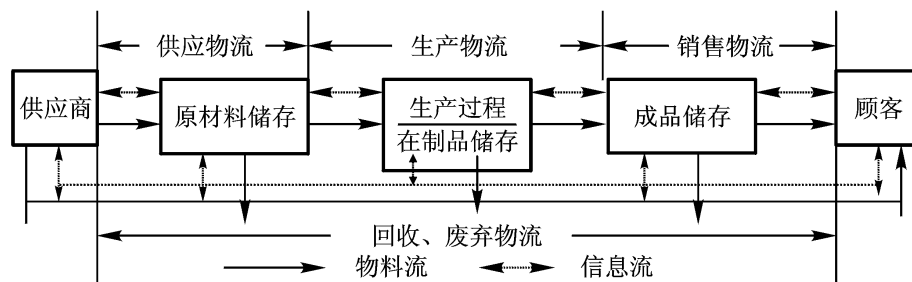 供应物流
生产物流
销售物流
供应商
原材料储存
生产过程
在制品储存
成品储存
顾客
回收、废弃物流
物料流
信息流